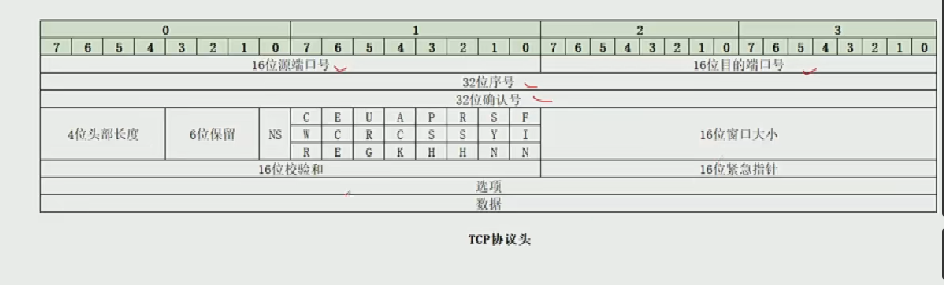 0 1 2 3
7 6 5 4 3 2 1 0 7 6 5 4 3 2 1 0 7 6 5 4 3 2 1 0 7 6 5 4 3 2 1 0
16位源端口号 16位目的端口号
32位序号
32位确认号
4位头部长度 6位保留 NS CWR ECE URG ACK PSH RSH SYN FIN 16位窗口大小
16位校验和 16位紧急指针
选项
数据
TCP协议头